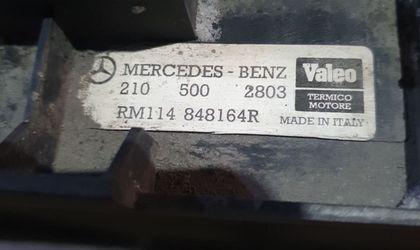 MERCEDES - BENZ
210 500 2803
RM114 848164R
Valeo
TERMICO
MOTORE
MADE IN ITALY